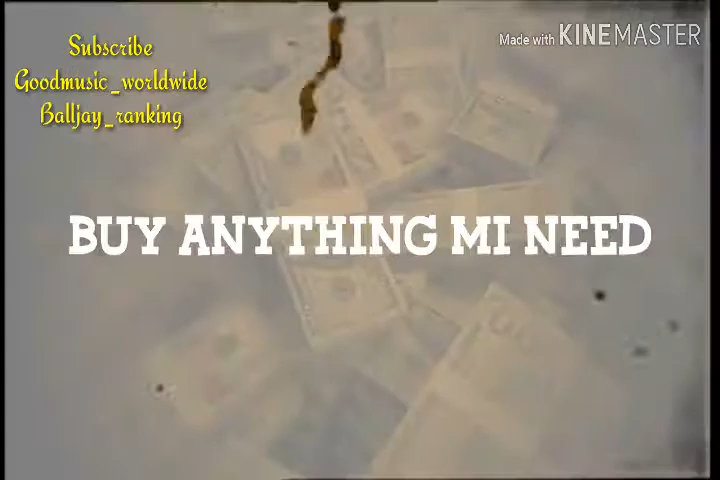 Subscribe
Goodmusic_worldwide
Balljay_ranking
Made with KINEMASTER
BUY ANYTHING MI NEED